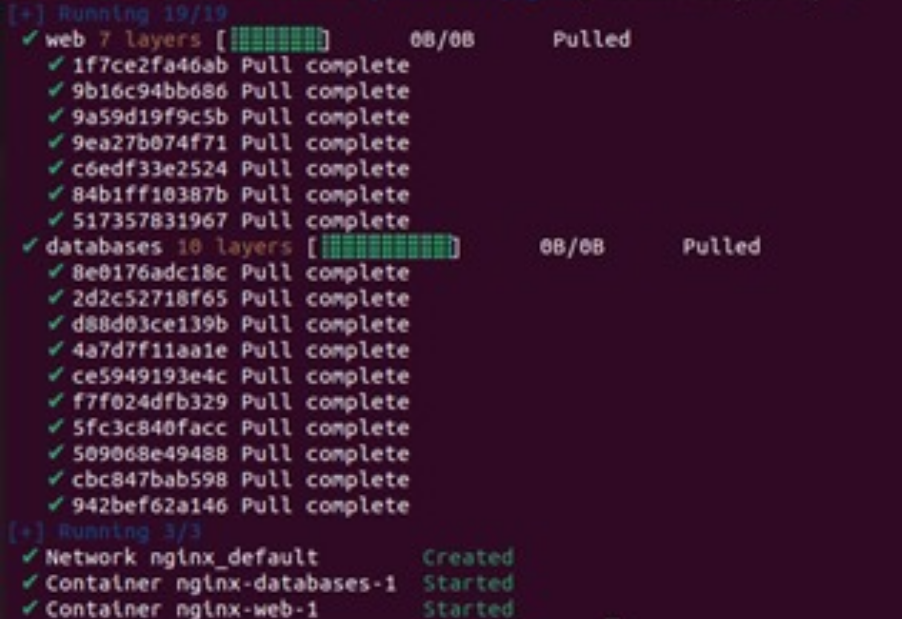 [+] Running 19/19
✔ web 7 layers [⣿⣿⣿⣿⣿⣿⣿] 0B/0B Pulled
✔ 1f7ce2fa46ab Pull complete
✔ 9b16c94bb686 Pull complete
✔ 9a59d19f9c5b Pull complete
✔ 9ea27b074f71 Pull complete
✔ c6edf33e2524 Pull complete
✔ 84b1ff10387b Pull complete
✔ 517357831967 Pull complete
✔ databases 10 layers [⣿⣿⣿⣿⣿⣿⣿⣿⣿⣿] 0B/0B Pulled
✔ 8e0176adc18c Pull complete
✔ 2d2c52718f65 Pull complete
✔ d88d03ce139b Pull complete
✔ 4a7d7f11aa1e Pull complete
✔ ce5949193e4c Pull complete
✔ f7f024dfb329 Pull complete
✔ 5fc3c840facc Pull complete
✔ 509068e49488 Pull complete
✔ cbc847bab598 Pull complete
✔ 942bef62a146 Pull complete
[+] Running 3/3
✔ Network nginx_default Created
✔ Container nginx-databases-1 Started
✔ Container nginx-web-1 Started